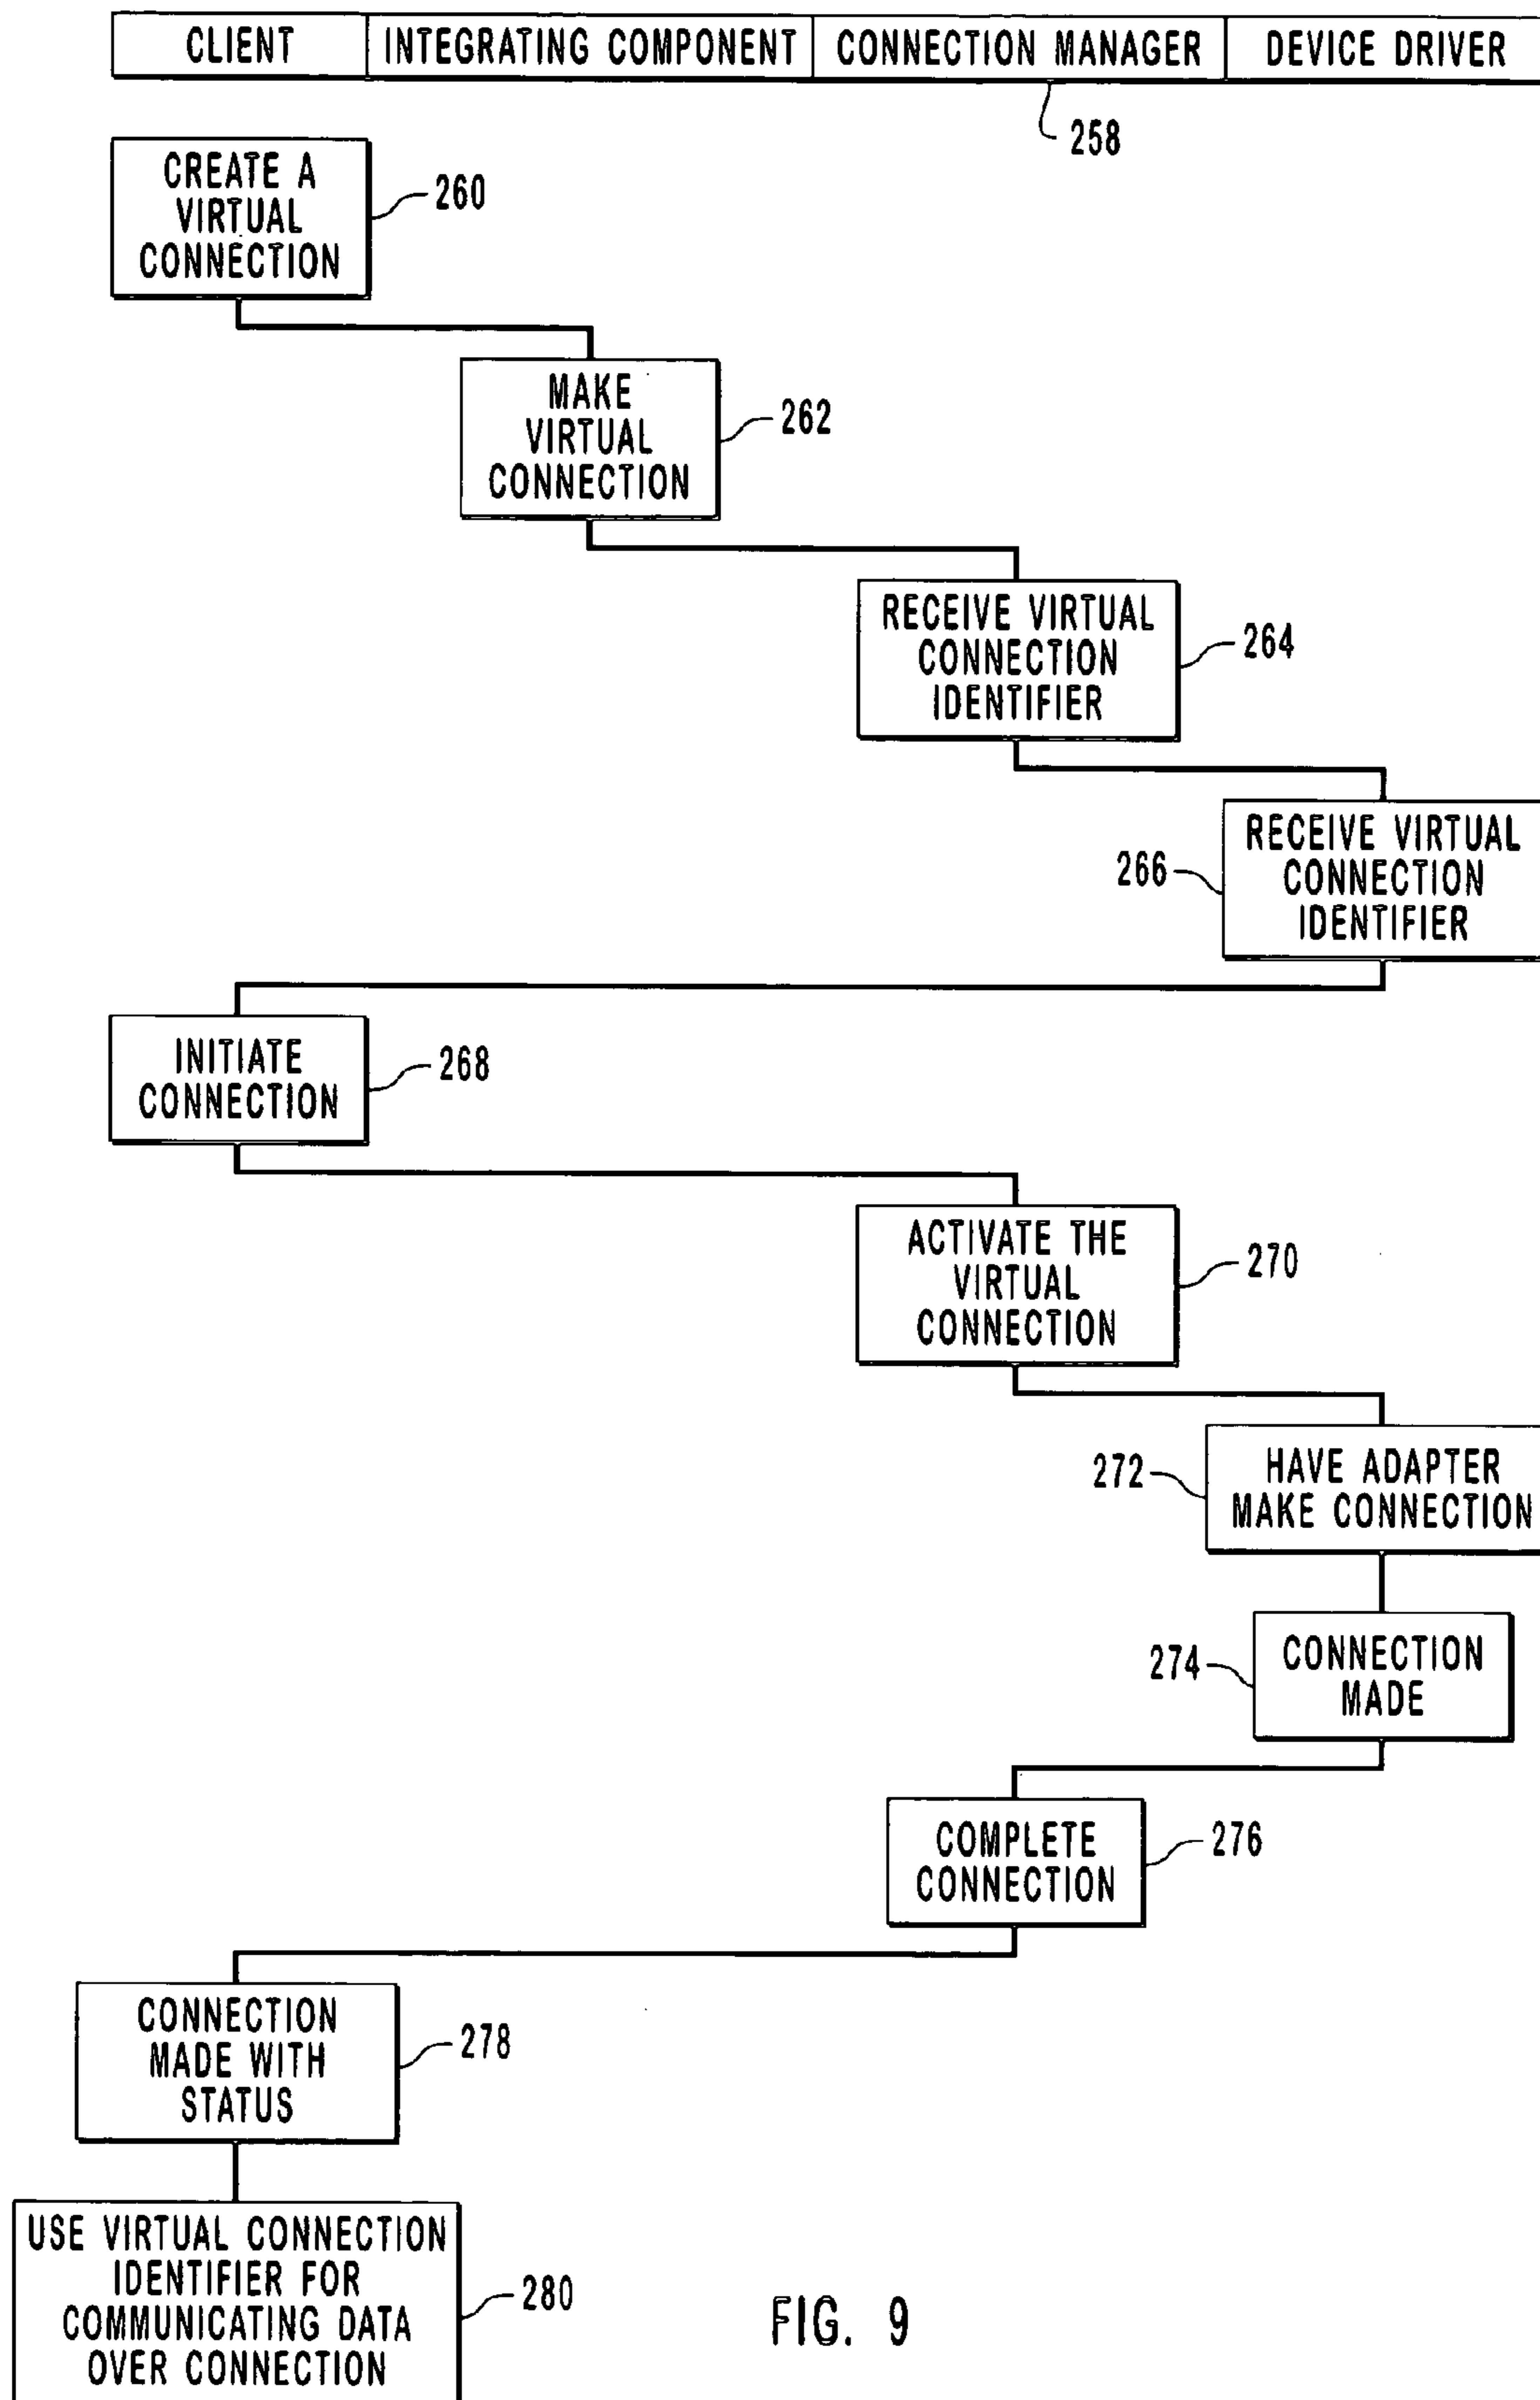 CLIENT INTEGRATING COMPONENT CONNECTION MANAGER DEVICE DRIVER
258
CREATE A
VIRTUAL
CONNECTION
260
MAKE
VIRTUAL
CONNECTION
262
RECEIVE VIRTUAL
CONNECTION
IDENTIFIER
264
RECEIVE VIRTUAL
CONNECTION
IDENTIFIER
266
INITIATE
CONNECTION
268
ACTIVATE THE
VIRTUAL
CONNECTION
270
HAVE ADAPTER
MAKE CONNECTION
272
CONNECTION
MADE
274
COMPLETE
CONNECTION
276
CONNECTION
MADE WITH
STATUS
278
USE VIRTUAL CONNECTION
IDENTIFIER FOR
COMMUNICATING DATA
OVER CONNECTION
280
FIG. 9